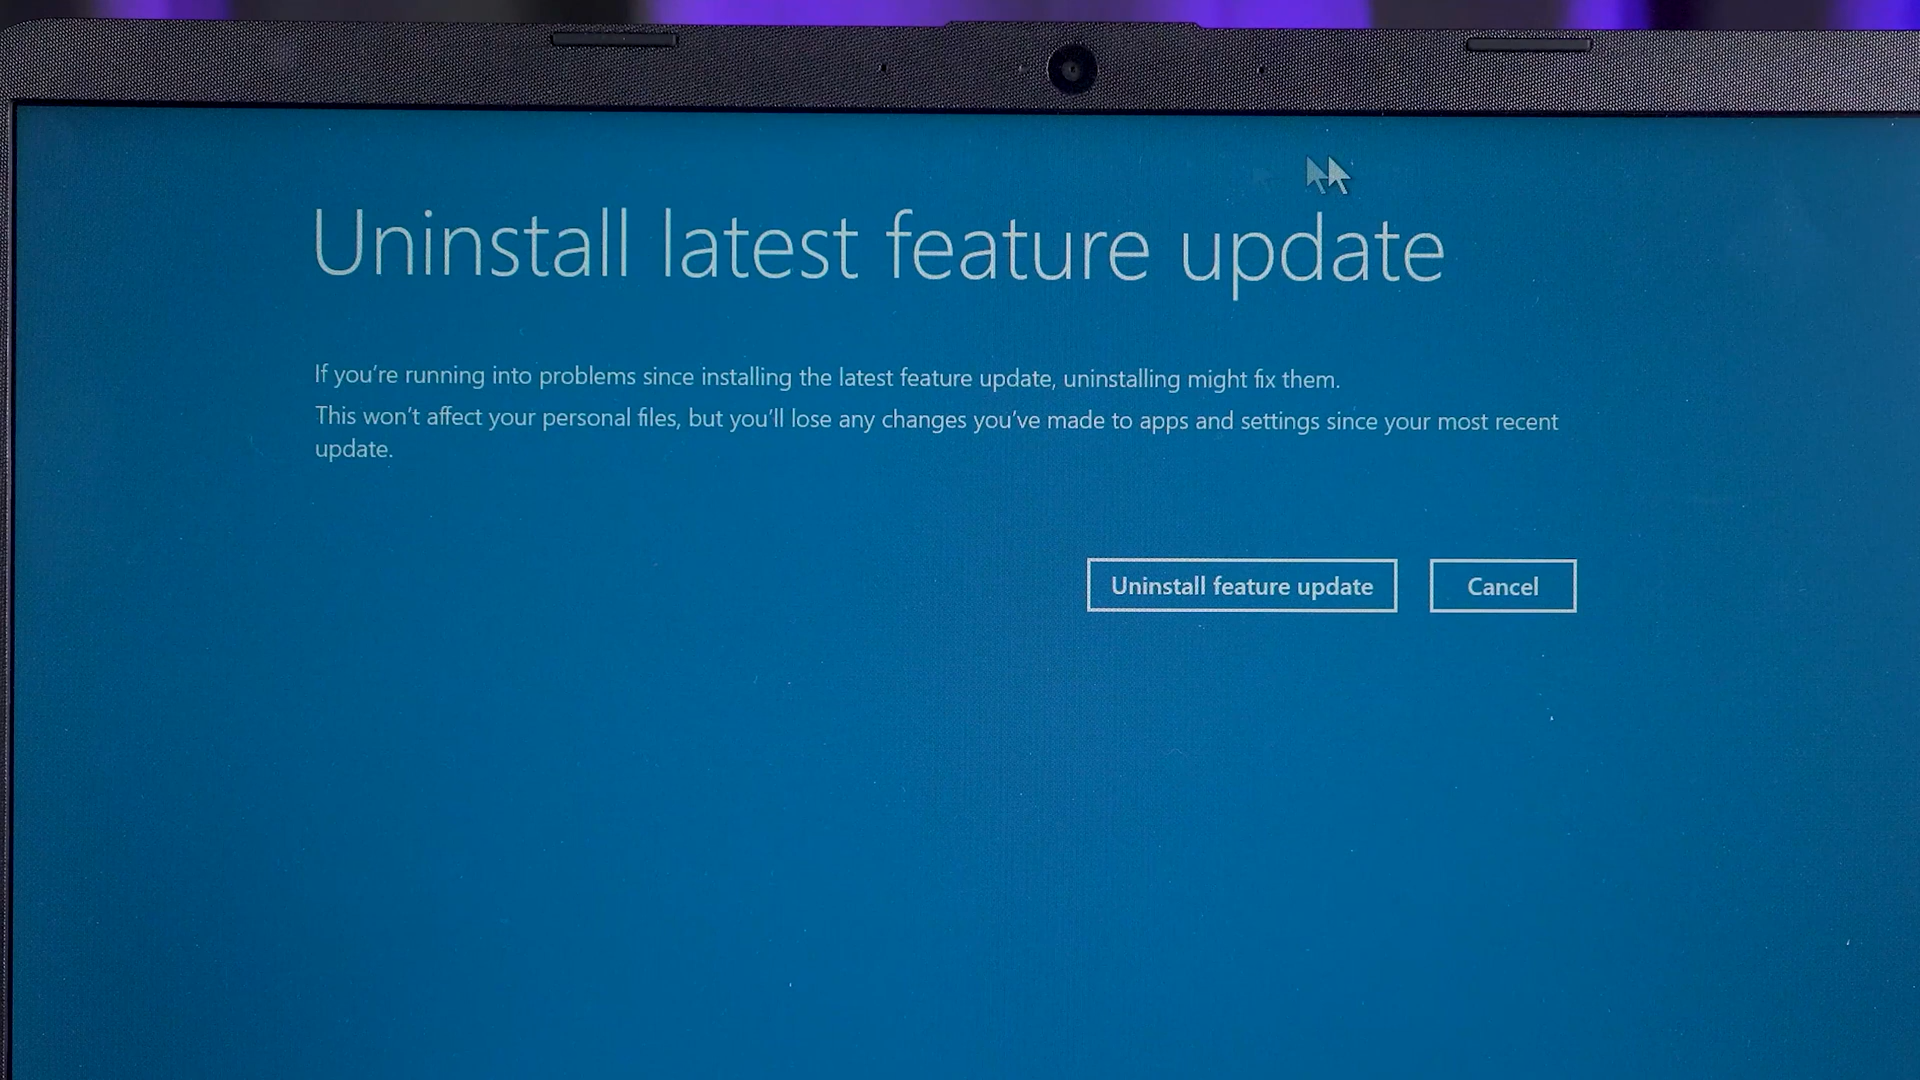 Uninstall latest feature update
If you're running into problems since installing the latest feature update, uninstalling might fix them.
This won't affect your personal files, but you'll lose any changes you've made to apps and settings since your most recent
update.
Uninstall feature update
Cancel